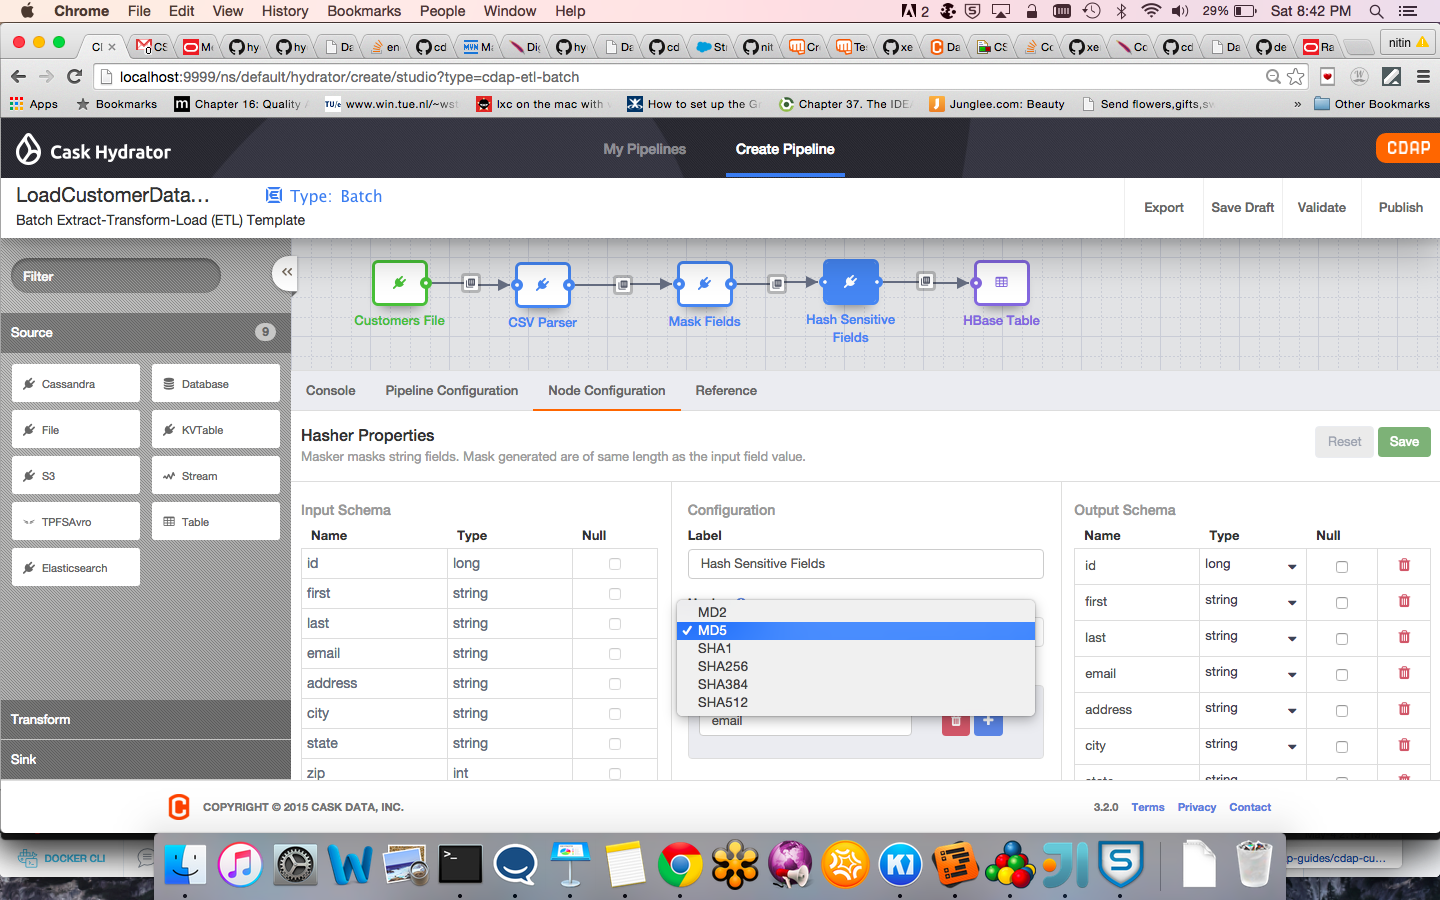 Chrome File Edit View History Bookmarks People Window Help 2 29% Sat 8:42 PM
nitin
localhost:9999/ns/default/hydrator/create/studio?type=cdap-etl-batch
Apps Bookmarks Chapter 16: Quality www.win.tue.nl/~wst lxc on the mac with How to set up the Gr Chapter 37. The IDEA Junglee.com: Beauty Send flowers,gifts,sw » Other Bookmarks
Cask Hydrator My Pipelines Create Pipeline CDAP
LoadCustomerData... Type: Batch
Batch Extract-Transform-Load (ETL) Template
Export Save Draft Validate Publish
Filter
Customers File CSV Parser Mask Fields Hash Sensitive Fields HBase Table
Source 9
Cassandra Database
File KVTable
S3 Stream
TPFSAvro Table
Elasticsearch
Transform
Sink
Console Pipeline Configuration Node Configuration Reference
Hasher Properties
Masker masks string fields. Mask generated are of same length as the input field value.
Reset Save
Input Schema
Name Type Null
id long
first string
last string
email string
address string
city string
state string
zip int
Configuration
Label
Hash Sensitive Fields
MD2
✓ MD5
SHA1
SHA256
SHA384
SHA512
email
Output Schema
Name Type Null
id long
first string
last string
email string
address string
city string
state string
COPYRIGHT © 2015 CASK DATA, INC.
3.2.0 Terms Privacy Contact
DOCKER CLI
p-guides/cdap-cu...